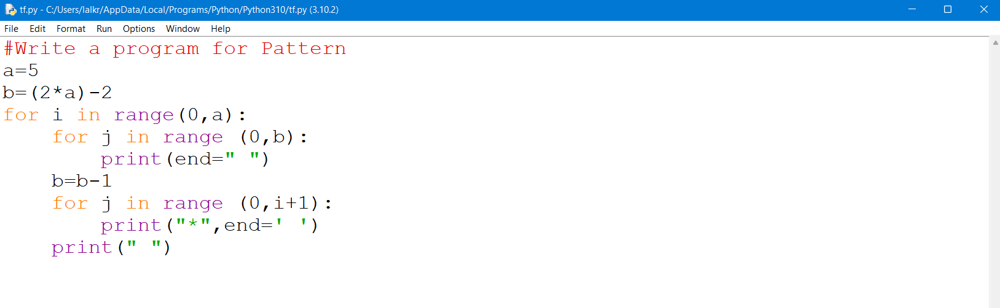 tf.py - C:/Users/lalkr/AppData/Local/Programs/Python/Python310/tf.py (3.10.2)
File Edit Format Run Options Window Help
#Write a program for Pattern
a=5
b=(2*a)-2
for i in range(0,a):
    for j in range (0,b):
        print(end=" ")
    b=b-1
    for j in range (0,i+1):
        print("*",end=' ')
    print(" ")